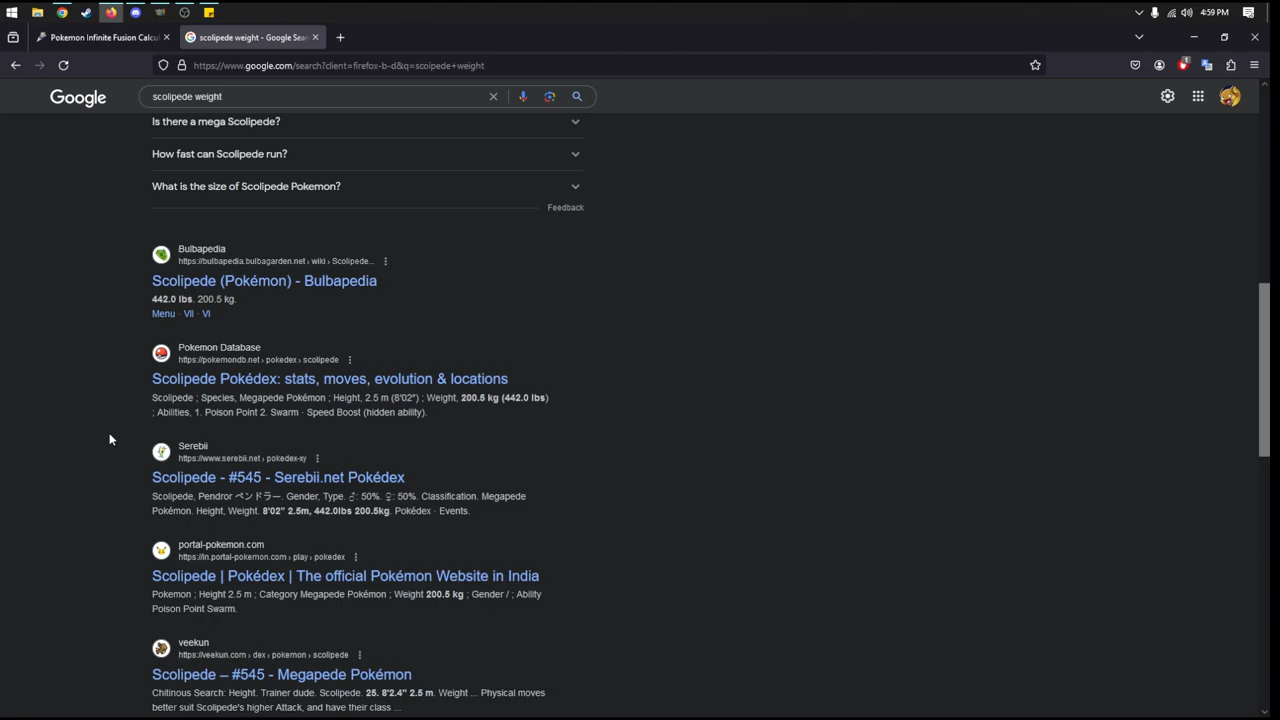 4:59 PM
Pokemon Infinite Fusion Calcul
scolipede weight - Google Sea
https://www.google.com/search?client=firefox-b-d&q=scoipede+weight
Google
scolipede weight
Is there a mega Scolipede?
How fast can Scolipede run?
What is the size of Scolipede Pokemon?
Feedback
Bulbapedia
https://bulbapedia.bulbagarden.net › wiki › Scolipede...
Scolipede (Pokémon) - Bulbapedia
442.0 lbs. 200.5 kg.
Menu · VII · VI
Pokemon Database
https://pokemondb.net › pokedex › scolipede
Scolipede Pokédex: stats, moves, evolution & locations
Scolipede ; Species, Megapede Pokémon ; Height, 2.5 m (8′02″) ; Weight, 200.5 kg (442.0 lbs)
; Abilities, 1. Poison Point 2. Swarm · Speed Boost (hidden ability).
Serebii
https://www.serebii.net › pokedex-xy
Scolipede - #545 - Serebii.net Pokédex
Scolipede, Pendror ペンドラー. Gender, Type. ♂: 50%. ♀: 50%. Classification. Megapede
Pokémon. Height, Weight. 8'02" 2.5m, 442.0lbs 200.5kg. Pokédex · Events.
portal-pokemon.com
https://in.portal-pokemon.com › play › pokedex
Scolipede | Pokédex | The official Pokémon Website in India
Pokemon ; Height 2.5 m ; Category Megapede Pokémon ; Weight 200.5 kg ; Gender / ; Ability
Poison Point Swarm.
veekun
https://veekun.com › dex › pokemon › scolipede
Scolipede – #545 - Megapede Pokémon
Chitinous Search: Height. Trainer dude. Scolipede. 25. 8'2.4" 2.5 m. Weight ... Physical moves
better suit Scolipede's higher Attack, and have their class ...